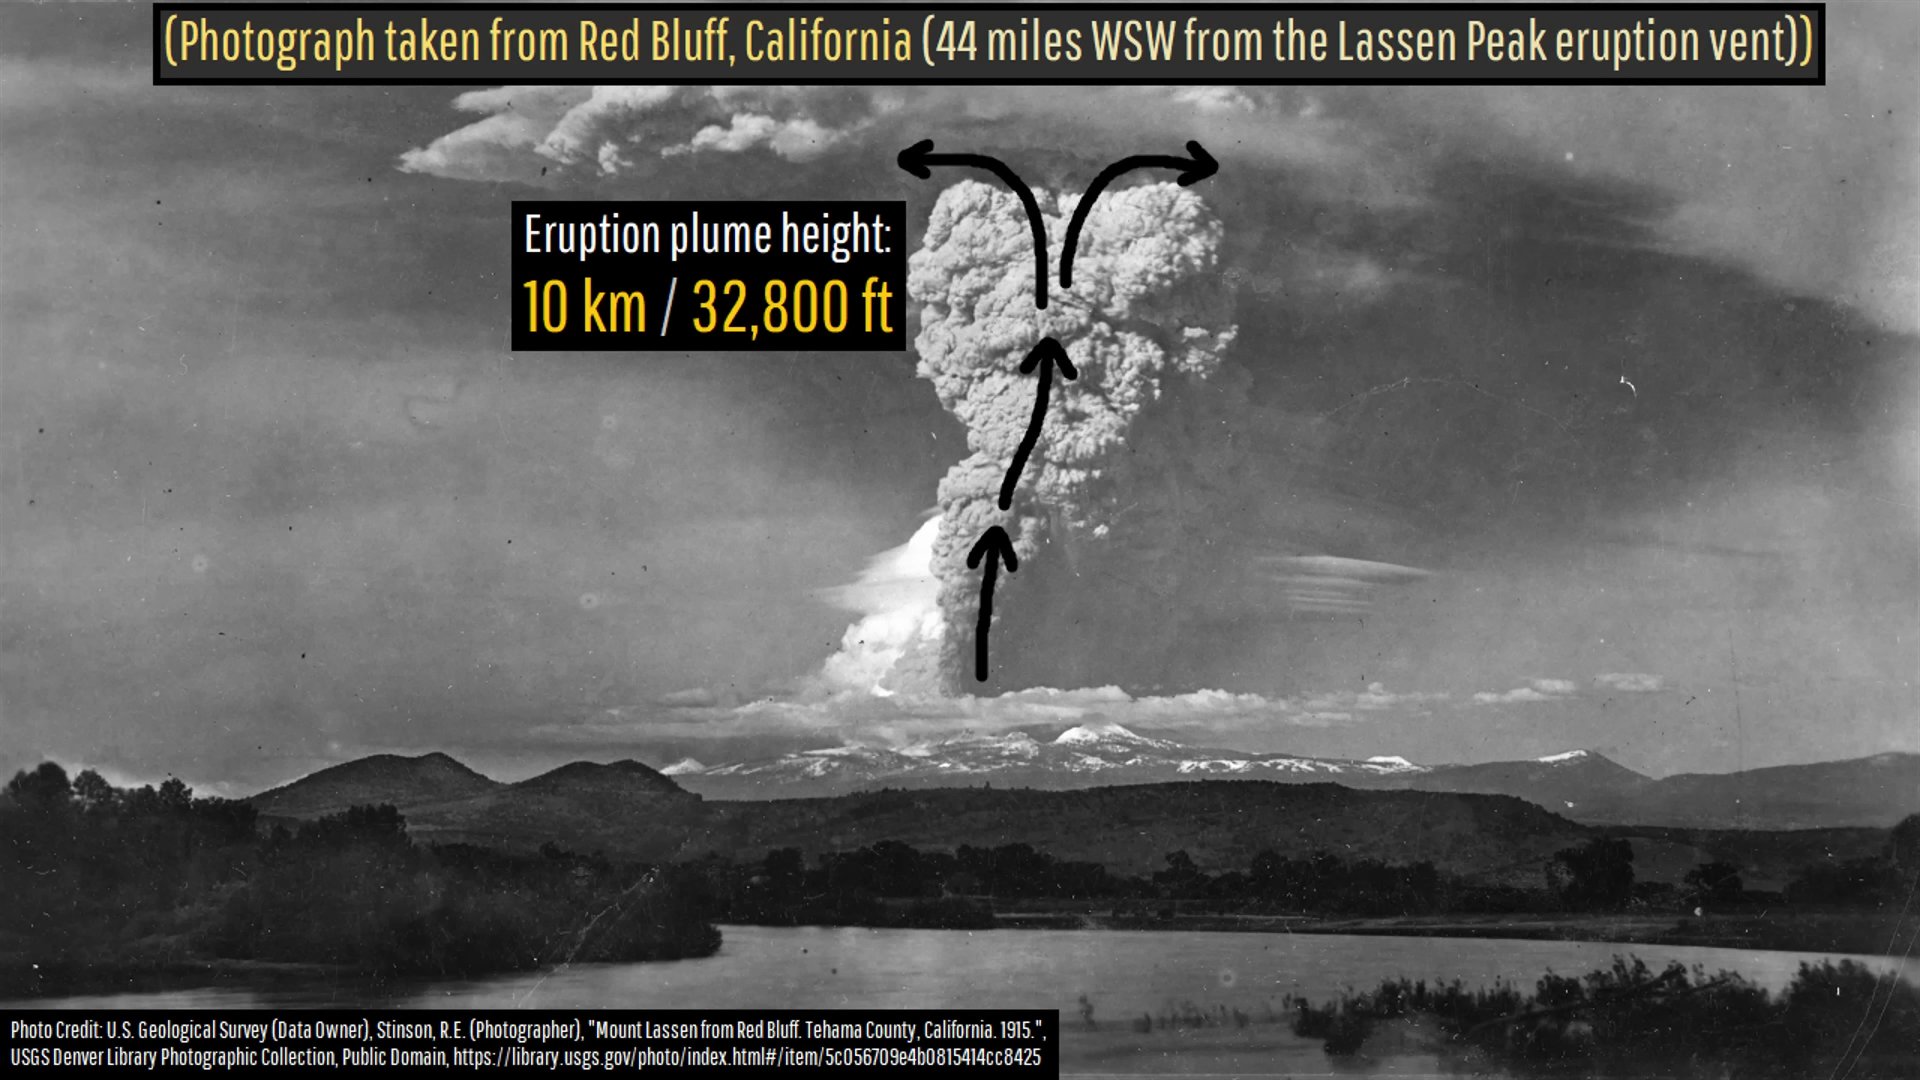 (Photograph taken from Red Bluff, California (44 miles WSW from the Lassen Peak eruption vent))
Eruption plume height:
10 km / 32,800 ft
Photo Credit: U.S. Geological Survey (Data Owner), Stinson, R.E. (Photographer), "Mount Lassen from Red Bluff. Tehama County, California. 1915.",
USGS Denver Library Photographic Collection, Public Domain, https://library.usgs.gov/photo/index.html#/item/5c056709e4b0815414cc8425